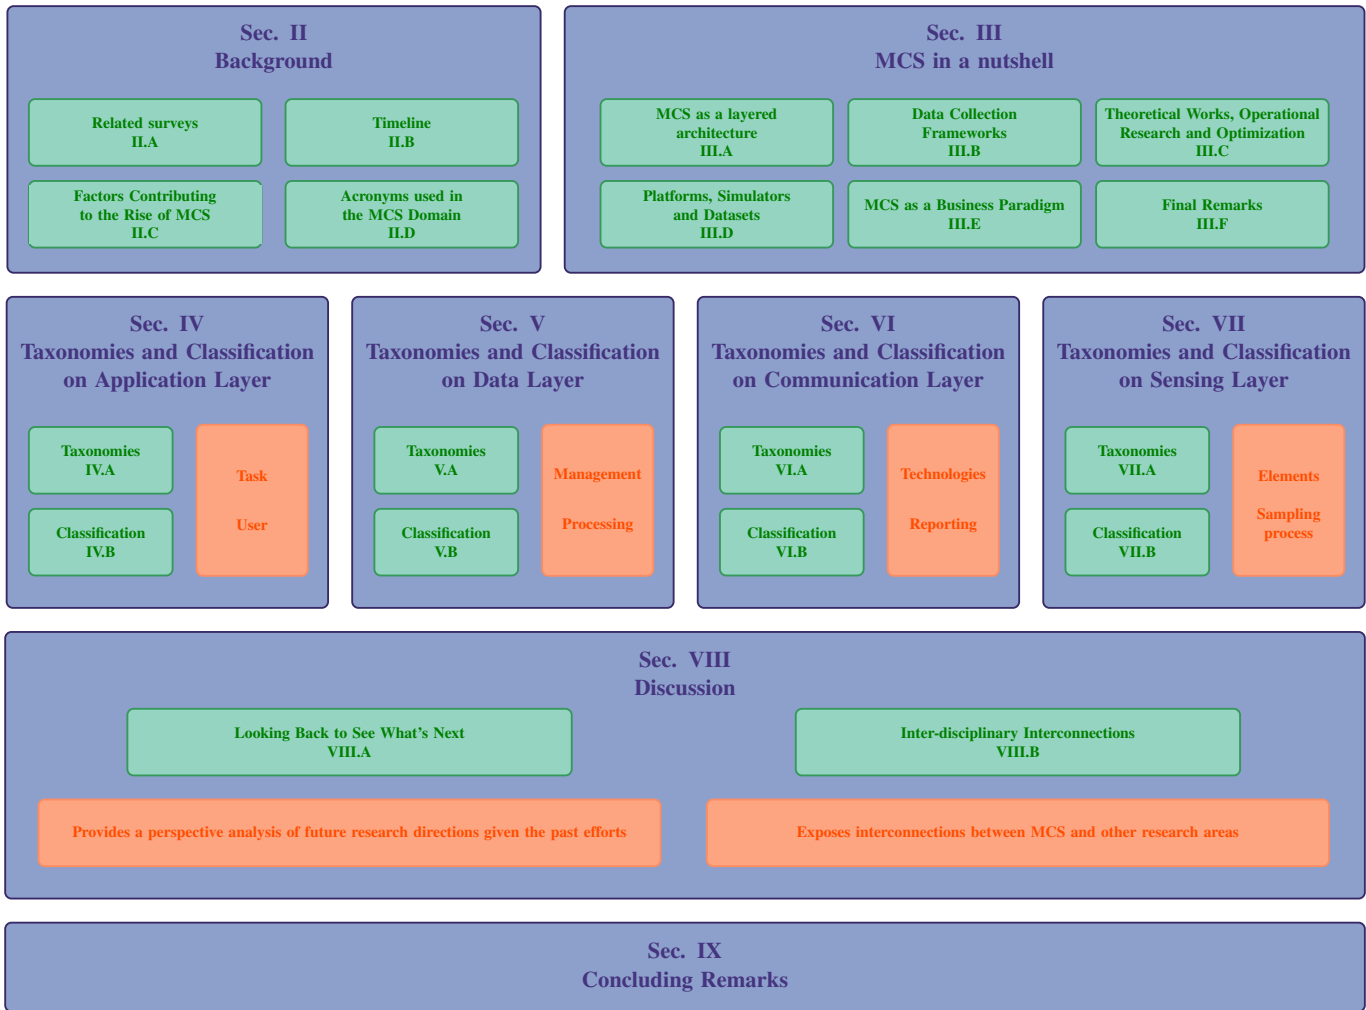 Sec. II
Background
Related surveys
II.A
Timeline
II.B
Factors Contributing
to the Rise of MCS
II.C
Acronyms used in
the MCS Domain
II.D
Sec. III
MCS in a nutshell
MCS as a layered
architecture
III.A
Data Collection
Frameworks
III.B
Theoretical Works, Operational
Research and Optimization
III.C
Platforms, Simulators
and Datasets
III.D
MCS as a Business Paradigm
III.E
Final Remarks
III.F
Sec. IV
Taxonomies and Classification
on Application Layer
Taxonomies
IV.A
Classification
IV.B
Task
User
Sec. V
Taxonomies and Classification
on Data Layer
Taxonomies
V.A
Classification
V.B
Management
Processing
Sec. VI
Taxonomies and Classification
on Communication Layer
Taxonomies
VI.A
Classification
VI.B
Technologies
Reporting
Sec. VII
Taxonomies and Classification
on Sensing Layer
Taxonomies
VII.A
Classification
VII.B
Elements
Sampling
process
Sec. VIII
Discussion
Looking Back to See What's Next
VIII.A
Inter-disciplinary Interconnections
VIII.B
Provides a perspective analysis of future research directions given the past efforts
Exposes interconnections between MCS and other research areas
Sec. IX
Concluding Remarks